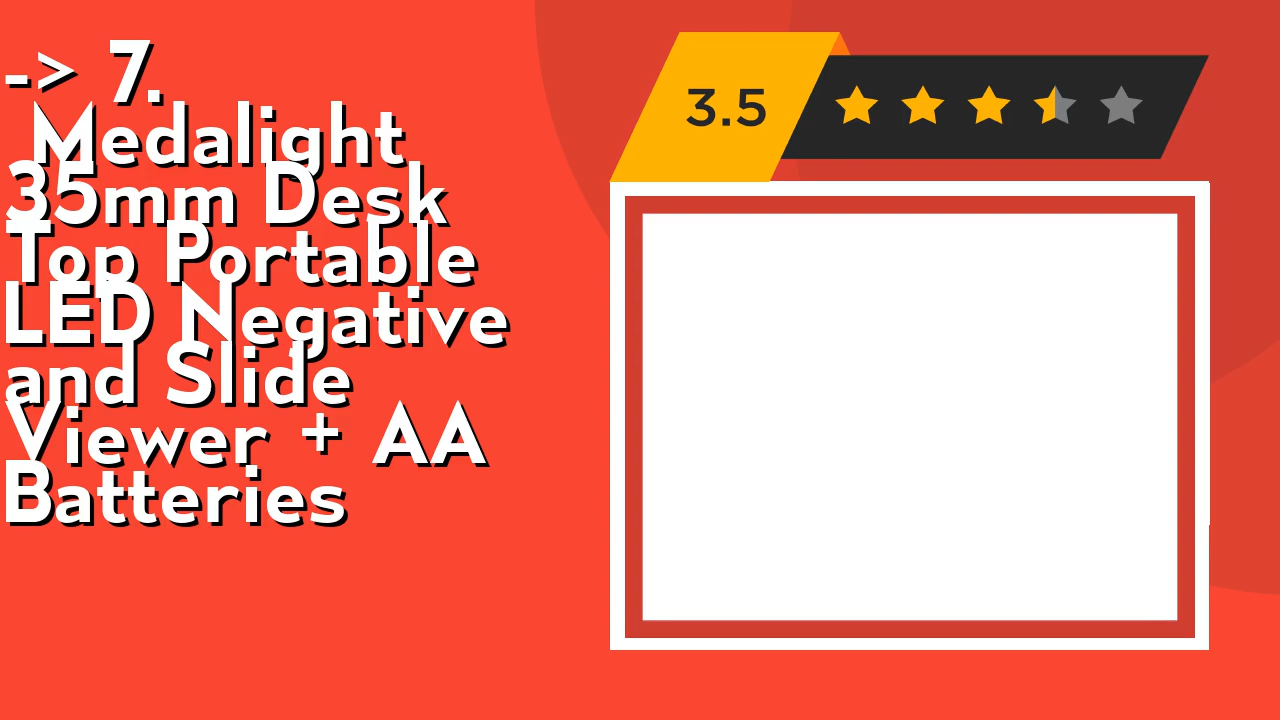 -> 7.
Medalight
35mm Desk
Top Portable
LED Negative
and Slide
Viewer + AA
Batteries
3.5